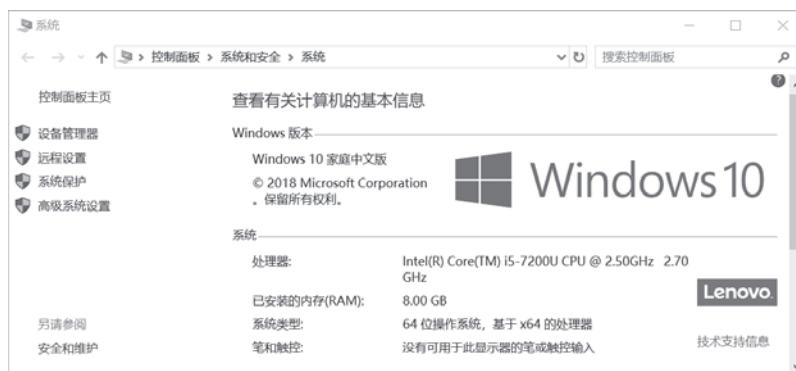 系统
控制面板 › 系统和安全 › 系统
搜索控制面板
控制面板主页
设备管理器
远程设置
系统保护
高级系统设置
另请参阅
安全和维护
查看有关计算机的基本信息
Windows 版本
Windows 10 家庭中文版
© 2018 Microsoft Corporation
。保留所有权利。
Windows 10
系统
处理器:
Intel(R) Core(TM) i5-7200U CPU @ 2.50GHz 2.70
GHz
已安装的内存(RAM):
8.00 GB
系统类型:
64 位操作系统，基于 x64 的处理器
笔和触控:
没有可用于此显示器的笔或触控输入
Lenovo.
技术支持信息